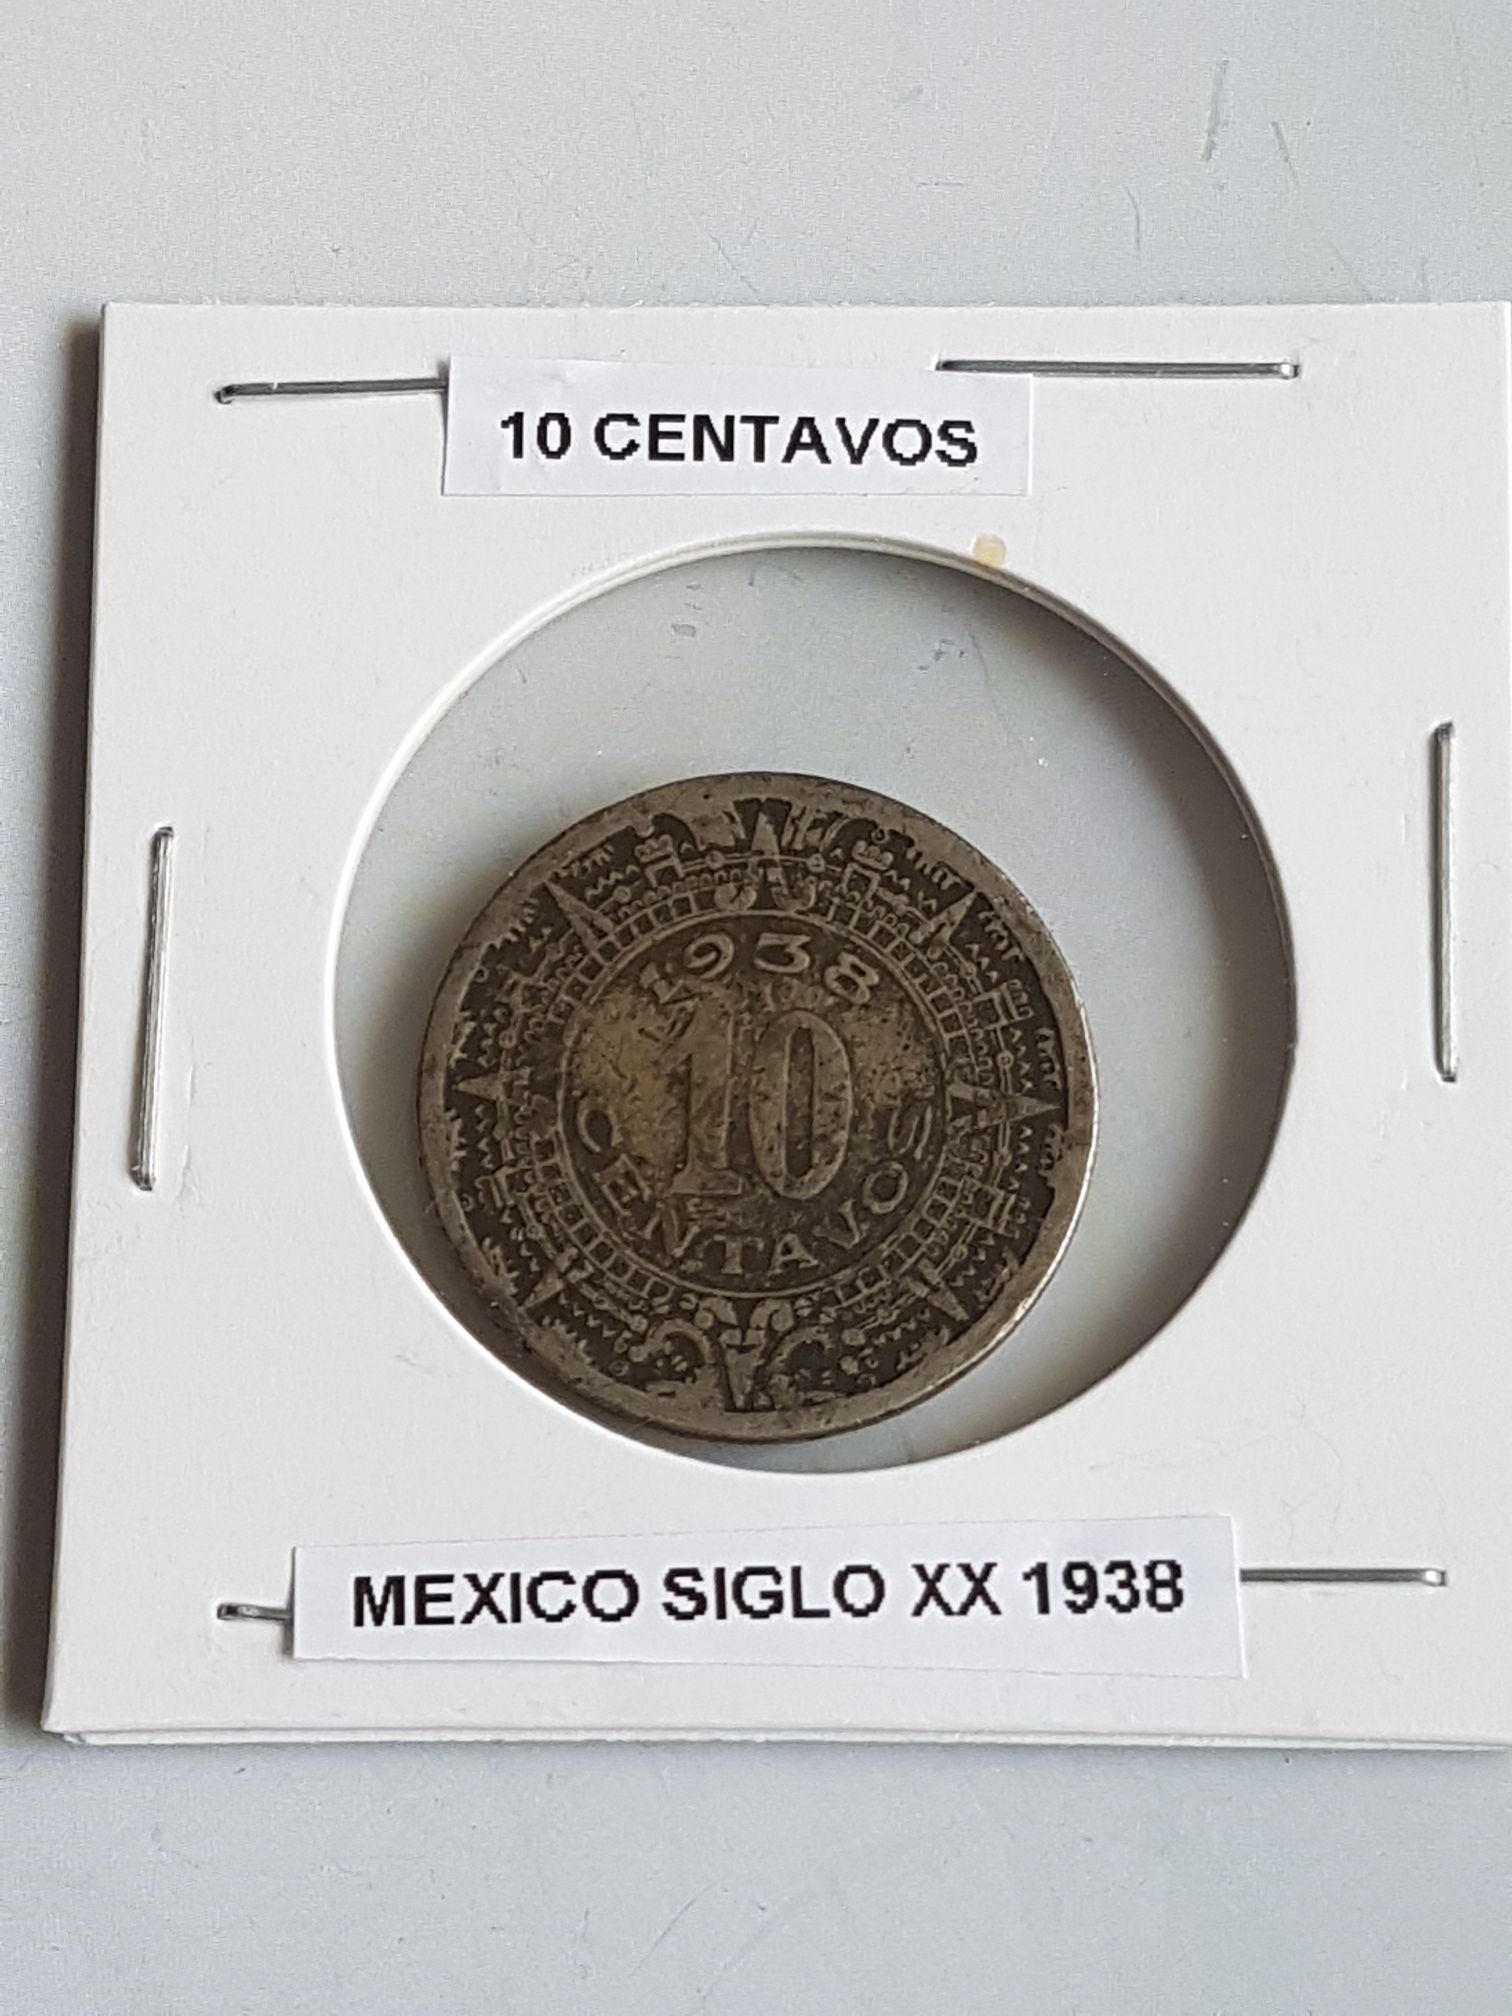 10 CENTAVOS
1938
10
CENTAVOS
MEXICO SIGLO XX 1938